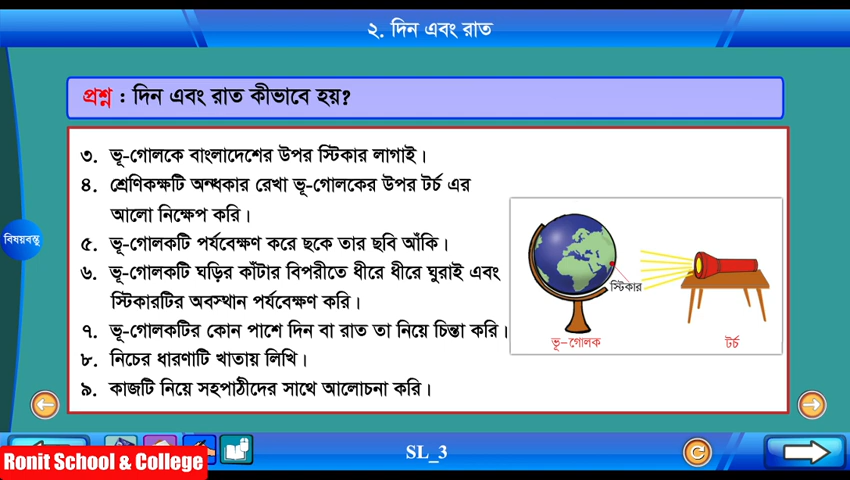 ২. দিন এবং রাত
প্রশ্ন : দিন এবং রাত কীভাবে হয়?
৩. ভূ-গোলকে বাংলাদেশের উপর স্টিকার লাগাই।
৪. শ্রেণিকক্ষটি অন্ধকার রেখা ভূ-গোলকের উপর টর্চ এর
আলো নিক্ষেপ করি।
৫. ভূ-গোলকটি পর্যবেক্ষণ করে ছকে তার ছবি আঁকি।
৬. ভূ-গোলকটি ঘড়ির কাঁটার বিপরীতে ধীরে ধীরে ঘুরাই এবং
স্টিকারটির অবস্থান পর্যবেক্ষণ করি।
৭. ভূ-গোলকটির কোন পাশে দিন বা রাত তা নিয়ে চিন্তা করি।
৮. নিচের ধারণাটি খাতায় লিখি।
৯. কাজটি নিয়ে সহপাঠীদের সাথে আলোচনা করি।
স্টিকার
ভূ-গোলক
টর্চ
বিষয়বস্তু
SL_3
Ronit School & College